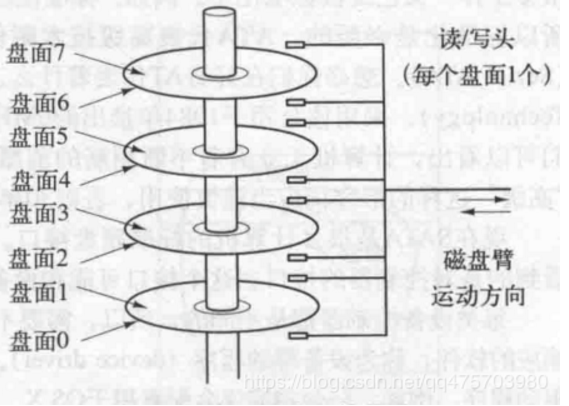 盘面7
盘面6
盘面5
盘面4
盘面3
盘面2
盘面1
盘面0
读/写头
(每个盘面1个)
磁盘臂
运动方向
https://blog.csdn.net/qq475703980